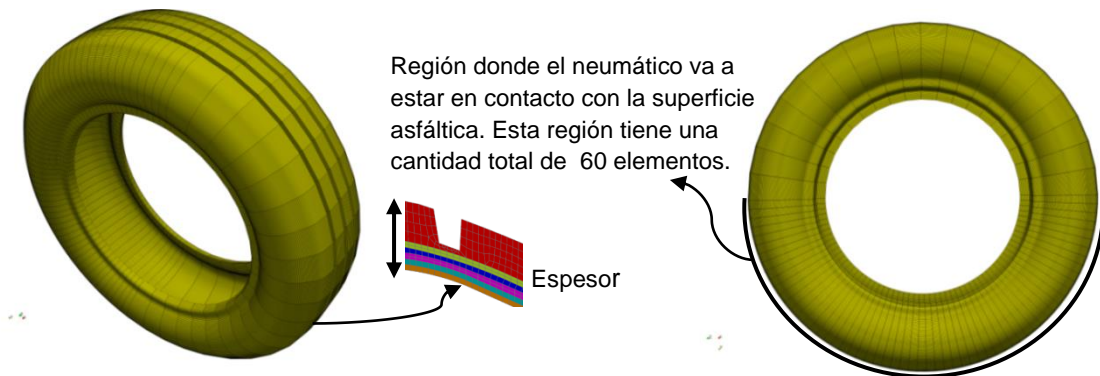 Región donde el neumático va a
estar en contacto con la superficie
asfáltica. Esta región tiene una
cantidad total de 60 elementos.
Espesor